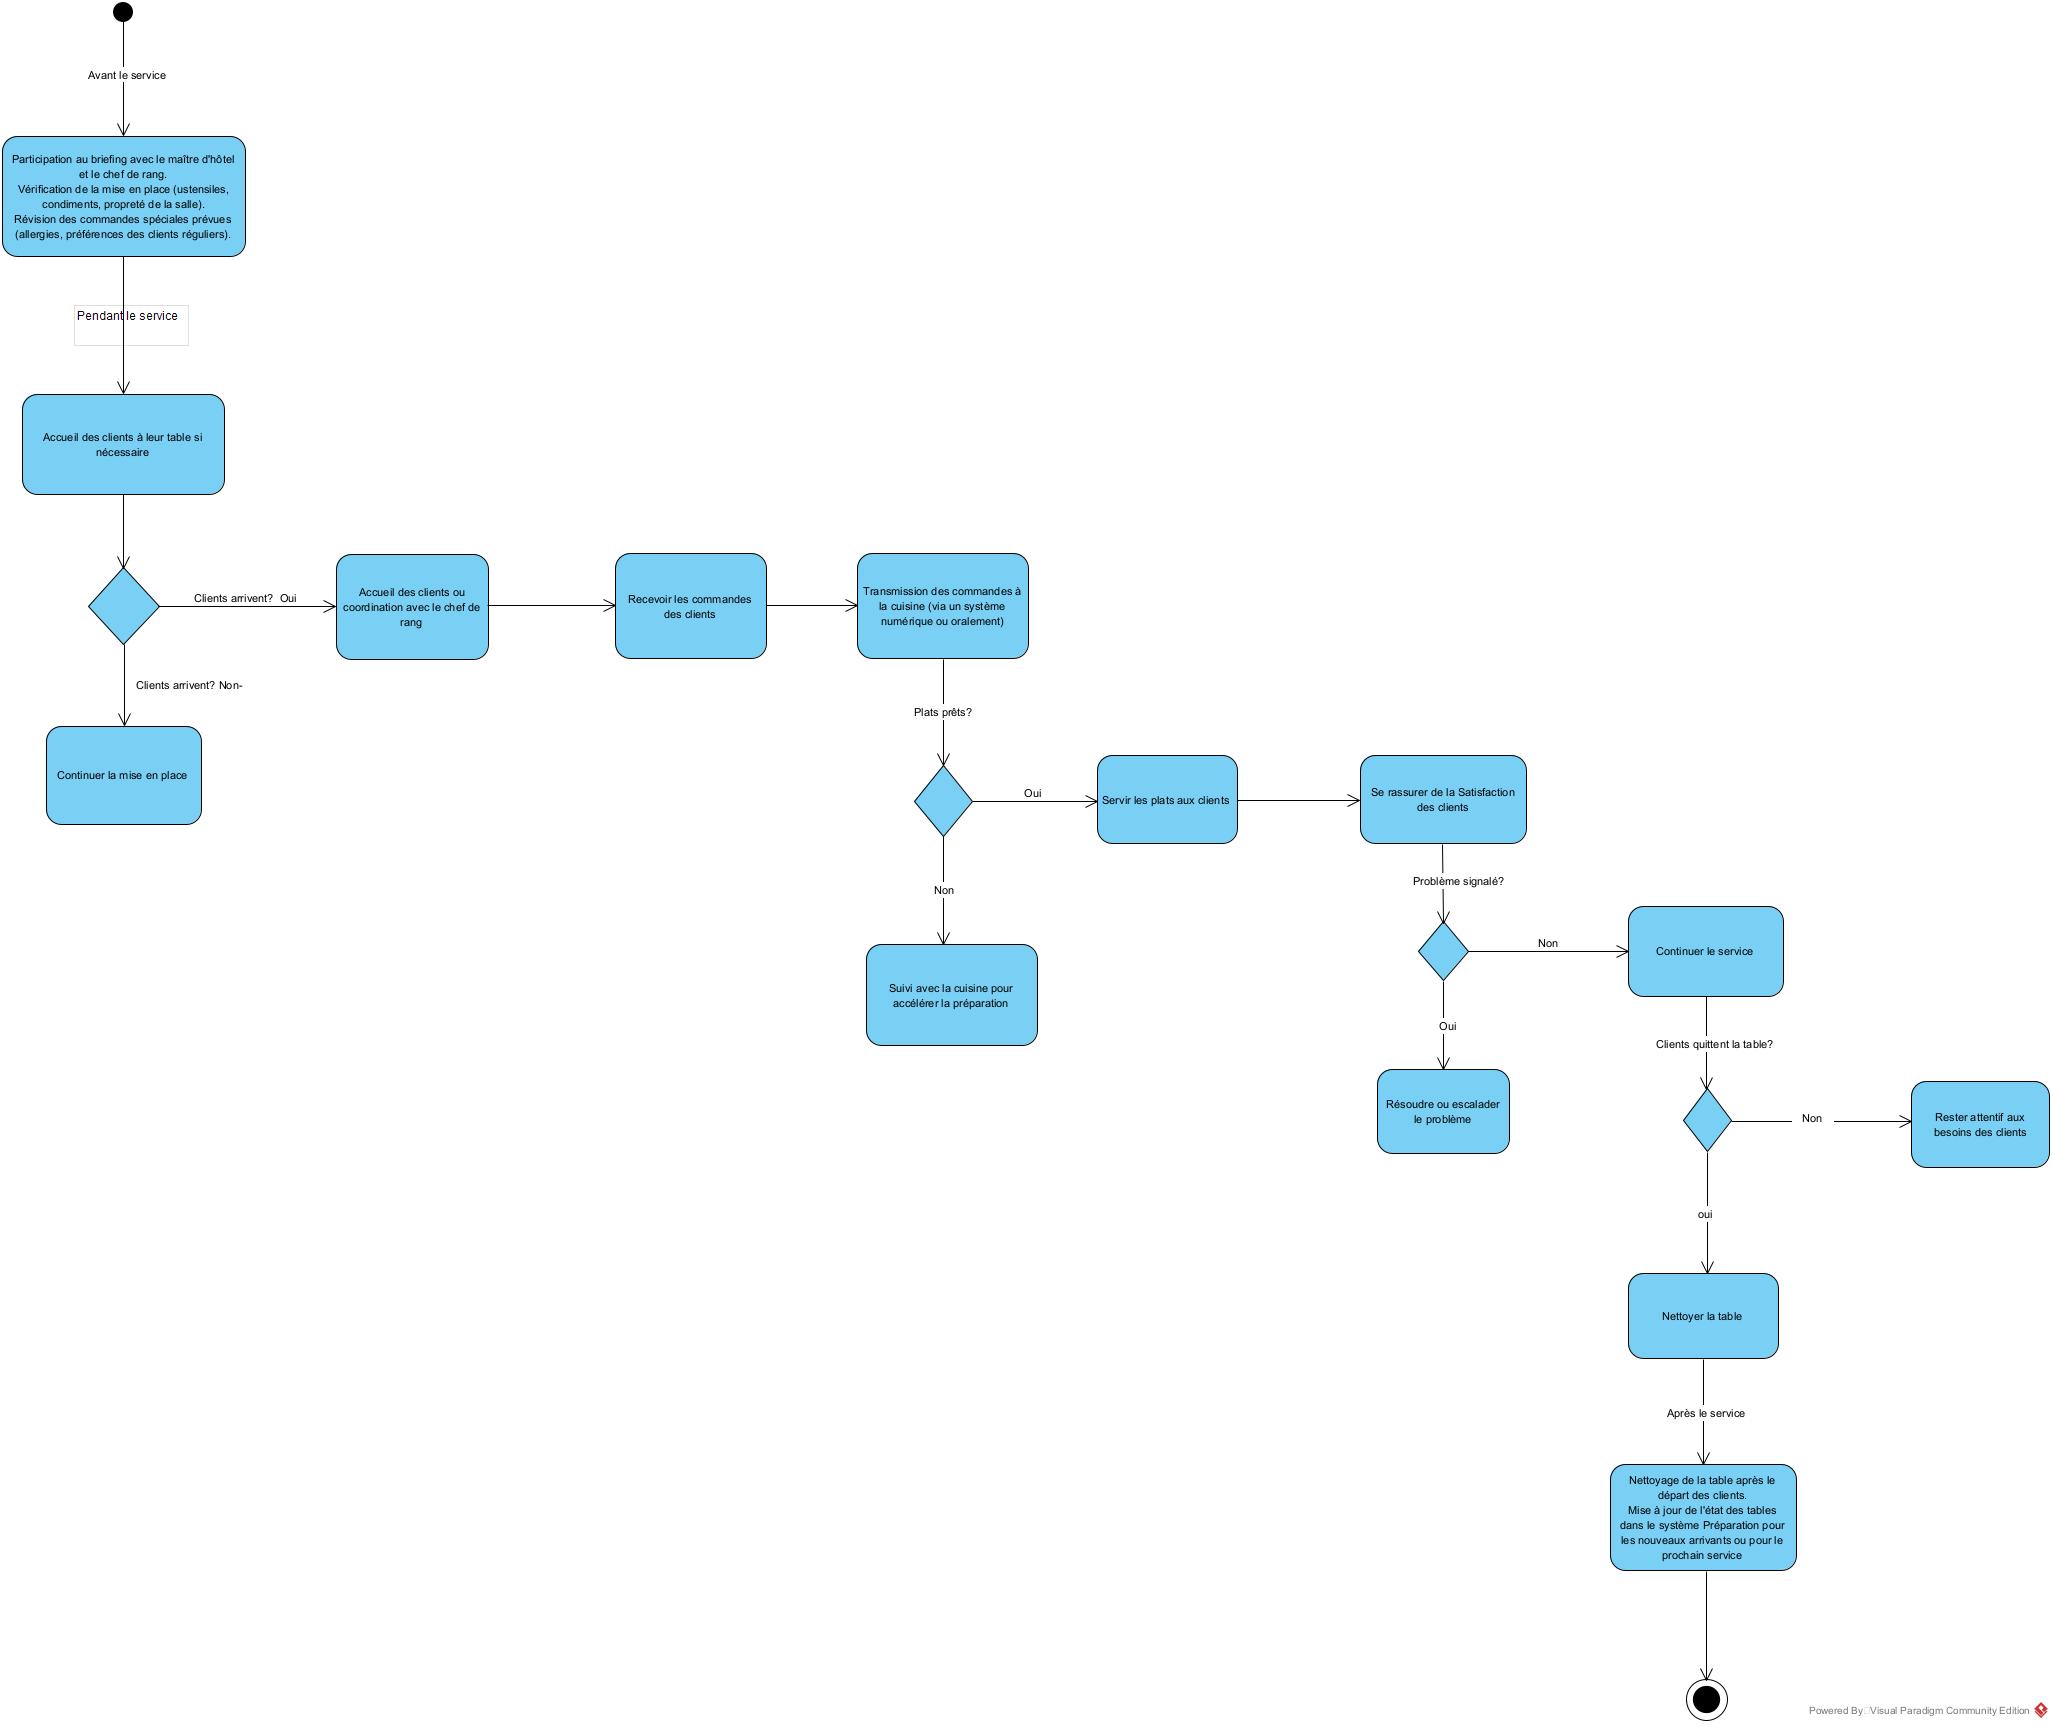 Avant le service
Participation au briefing avec le maître d'hôtel
et le chef de rang.
Vérification de la mise en place (ustensiles,
condiments, propreté de la salle).
Révision des commandes spéciales prévues
(allergies, préférences des clients réguliers).
Pendant le service
Accueil des clients à leur table si
nécessaire
Clients arrivent?  Oui
Accueil des clients ou
coordination avec le chef de
rang
Recevoir les commandes
des clients
Transmission des commandes à
la cuisine (via un système
numérique ou oralement)
Clients arrivent? Non-
Continuer la mise en place
Plats prêts?
Oui
Servir les plats aux clients
Se rassurer de la Satisfaction
des clients
Non
Suivi avec la cuisine pour
accélérer la préparation
Problème signalé?
Non
Continuer le service
Oui
Résoudre ou escalader
le problème
Clients quittent la table?
Non
Rester attentif aux
besoins des clients
oui
Nettoyer la table
Après le service
Nettoyage de la table après le
départ des clients.
Mise à jour de l'état des tables
dans le système Préparation pour
les nouveaux arrivants ou pour le
prochain service
Powered By Visual Paradigm Community Edition